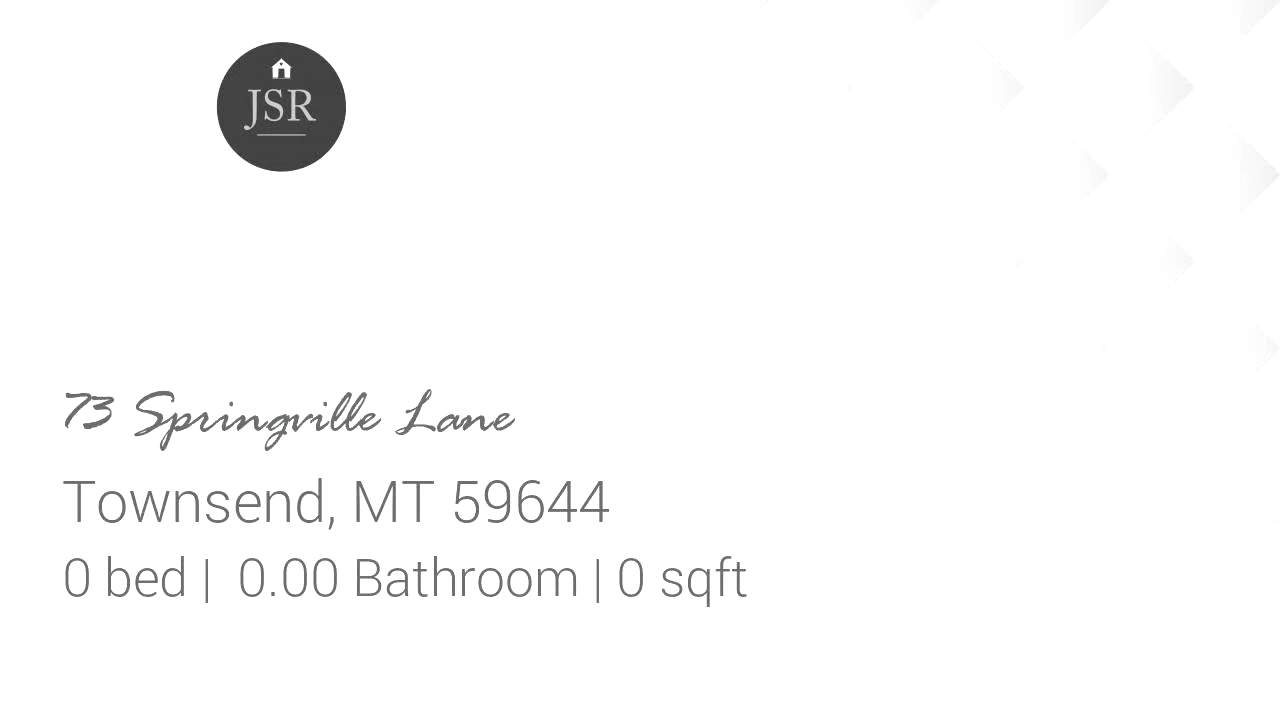 JSR
73 Springville Lane
Townsend, MT 59644
0 bed | 0.00 Bathroom | 0 sqft